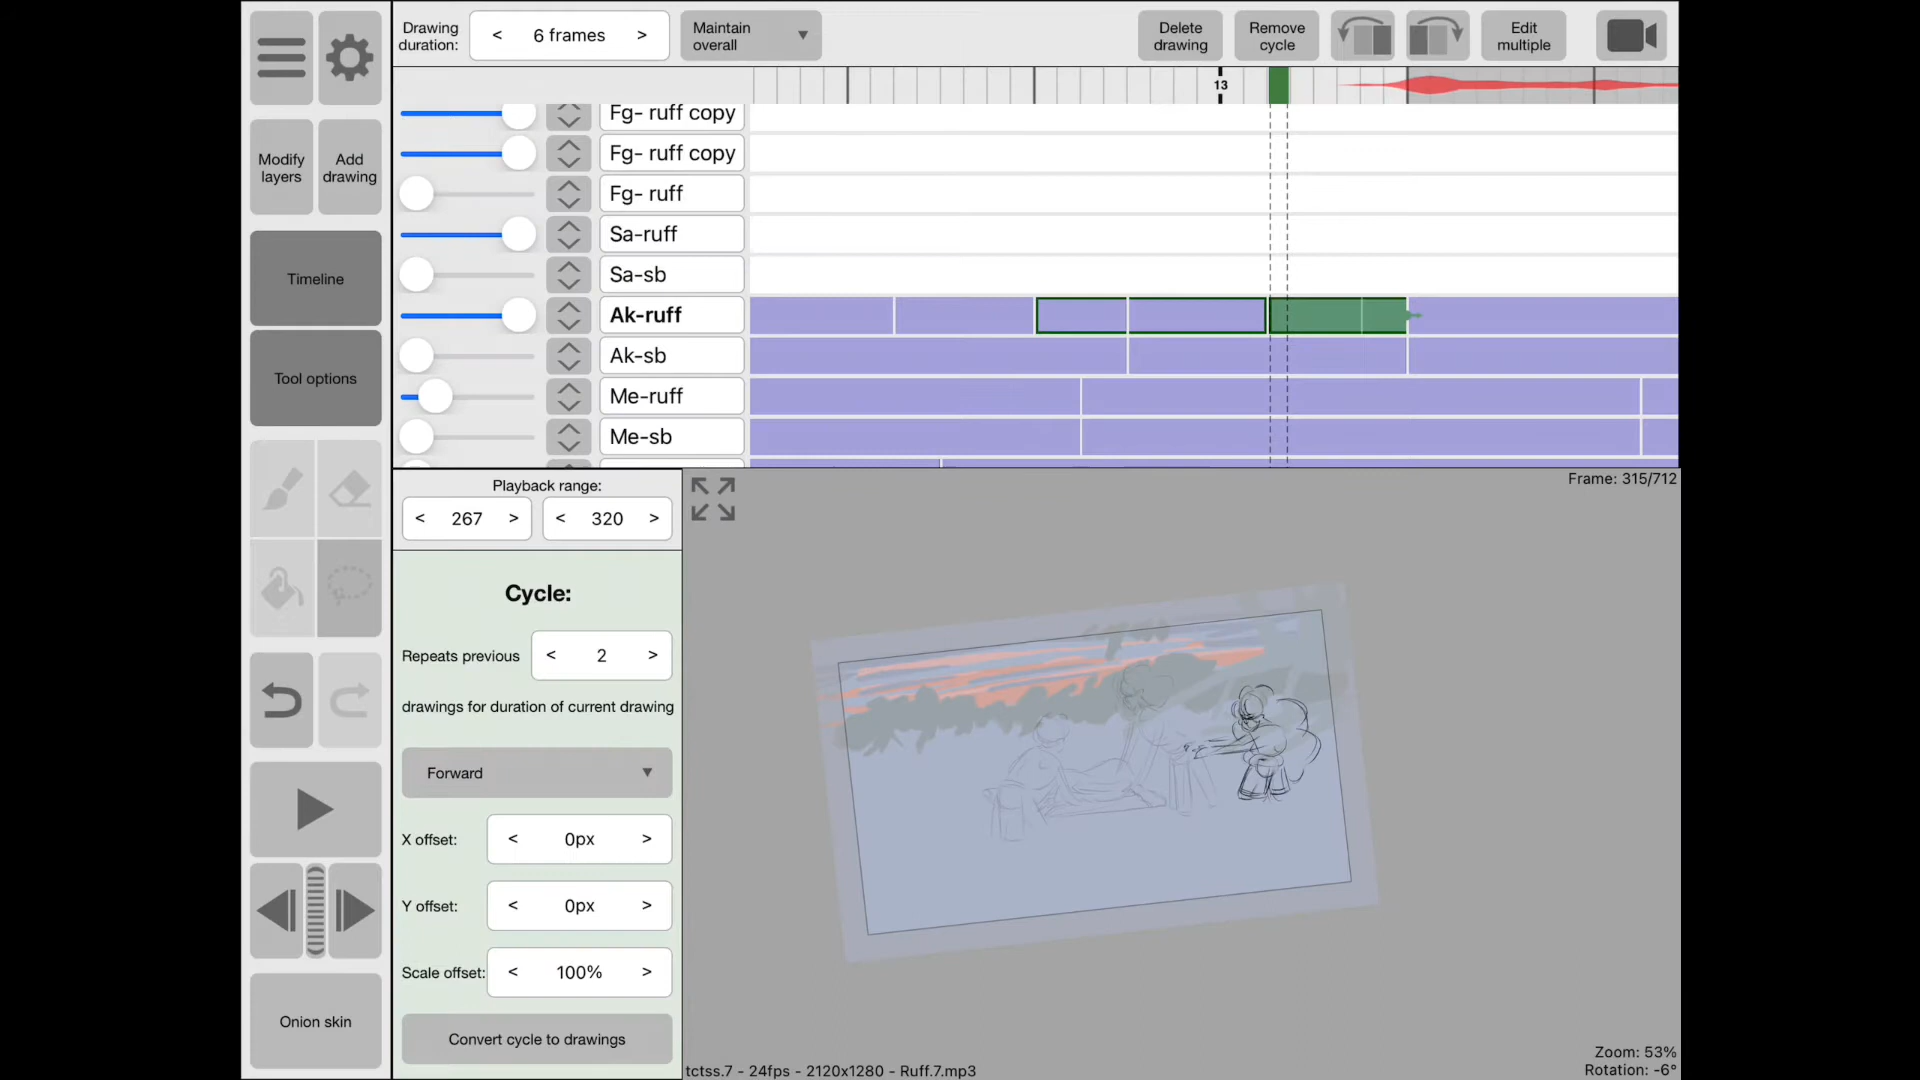 Drawing
duration:
< 6 frames >
Maintain
overall
Delete
drawing
Remove
cycle
Edit
multiple
13
Modify
layers
Add
drawing
Timeline
Tool options
Onion skin
Fg- ruff copy
Fg- ruff copy
Fg- ruff
Sa-ruff
Sa-sb
Ak-ruff
Ak-sb
Me-ruff
Me-sb
Playback range:
< 267 >
< 320 >
Frame: 315/712
Cycle:
Repeats previous
< 2 >
drawings for duration of current drawing
Forward
X offset:
< 0px >
Y offset:
< 0px >
Scale offset:
< 100% >
Convert cycle to drawings
tctss.7 - 24fps - 2120x1280 - Ruff.7.mp3
Zoom: 53%
Rotation: -6°